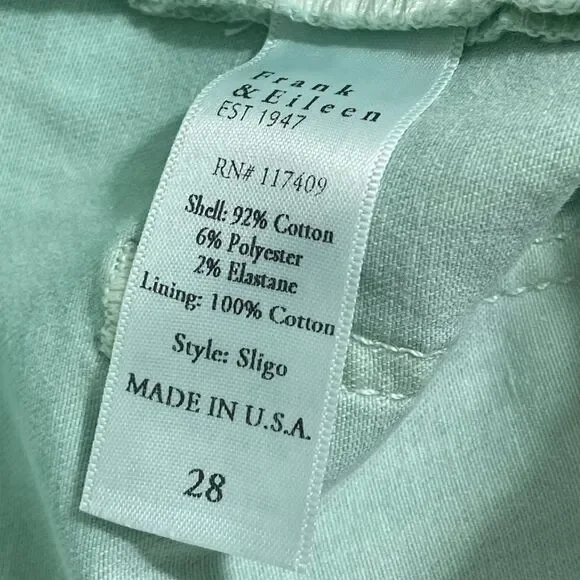 Frank
& Eileen
EST 1947
RN# 117409
Shell: 92% Cotton
6% Polyester
2% Elastane
Lining: 100% Cotton
Style: Sligo
MADE IN U.S.A.
28